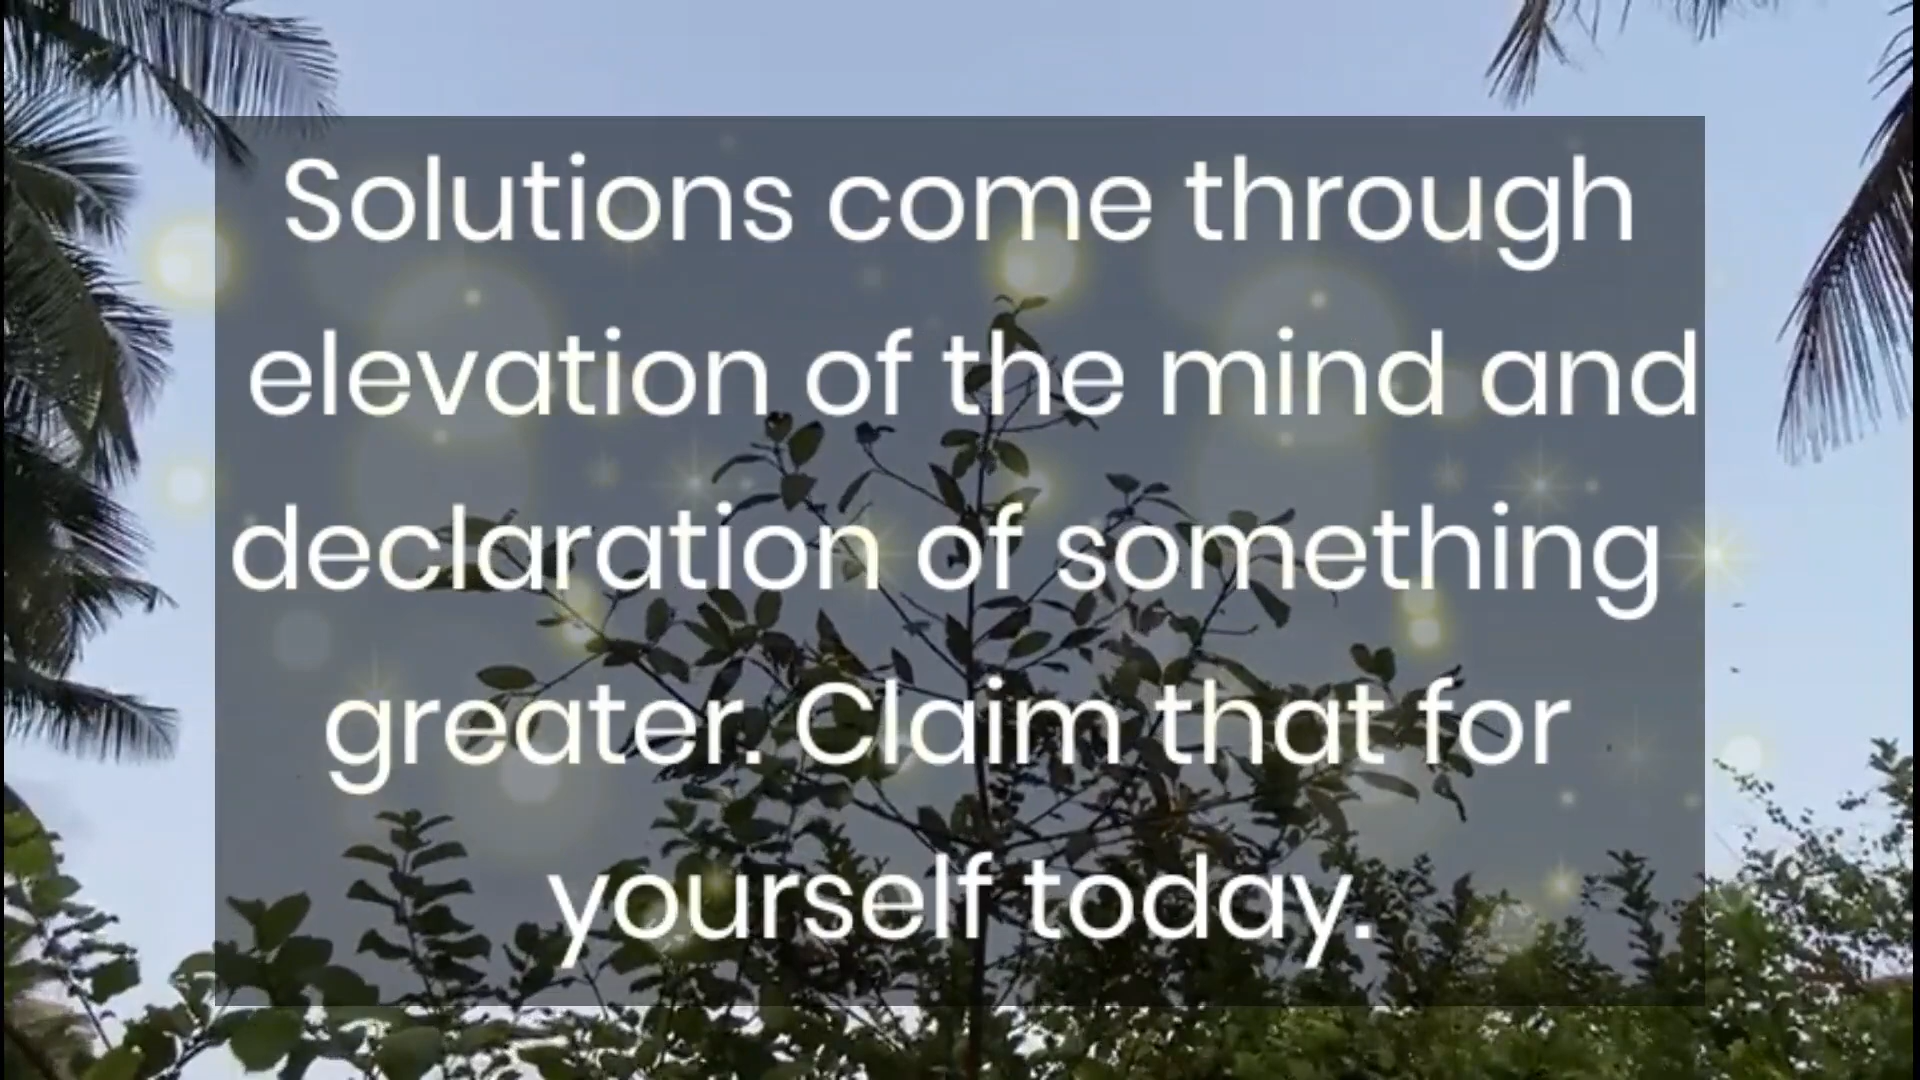 Solutions come through
elevation of the mind and
declaration of something
greater. Claim that for
yourself today.